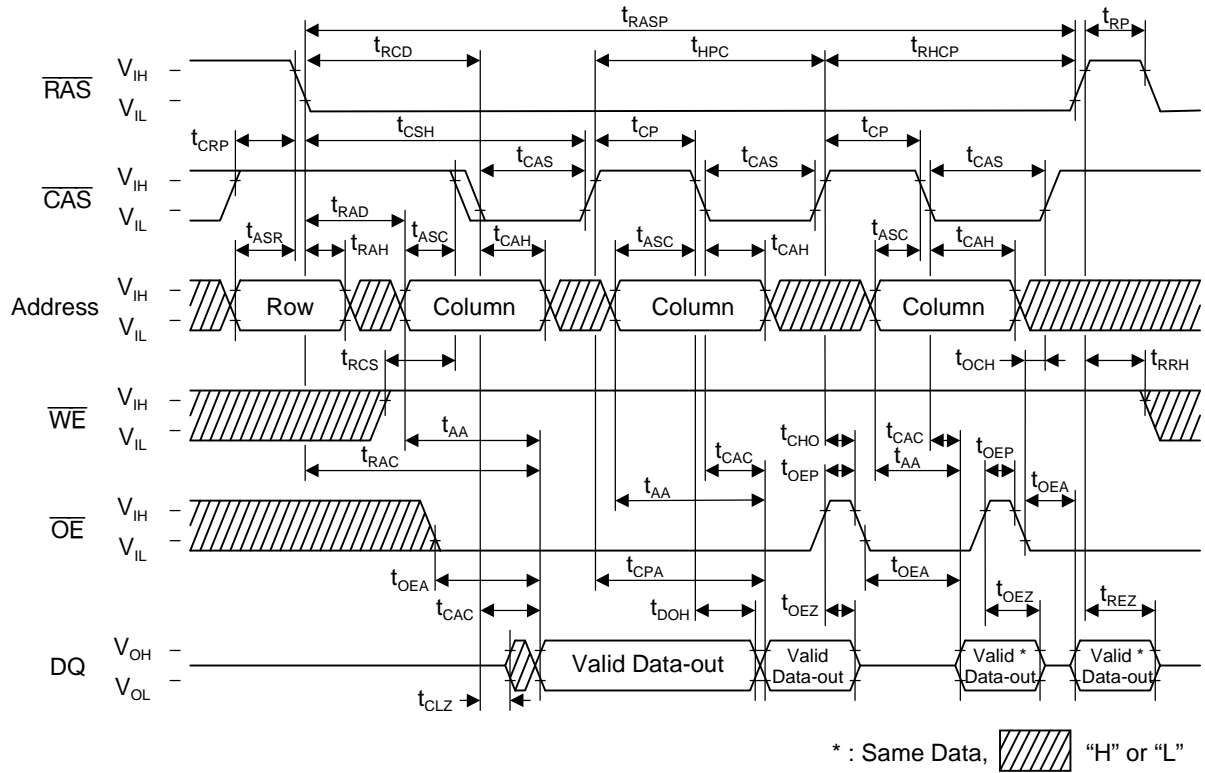 tRASP
tRP
tRCD
tHPC
tRHCP
RAS
VIH
VIL
tCRP
tCSH
tCP
tCP
tCAS
tCAS
tCAS
CAS
VIH
VIL
tRAD
tASR
tRAH
tASC
tCAH
tASC
tCAH
tASC
tCAH
Address
VIH
VIL
Row
Column
Column
Column
tRCS
tOCH
tRRH
WE
VIH
VIL
tAA
tRAC
tCAC
tCHO
tOEP
tCAC
tAA
tOEP
tAA
tOEA
OE
VIH
VIL
tOEA
tCPA
tOEA
tCAC
tDOH
tOEZ
tOEZ
tREZ
DQ
VOH
VOL
Valid Data-out
Valid
Data-out
Valid *
Data-out
Valid *
Data-out
tCLZ
* : Same Data, “H” or “L”